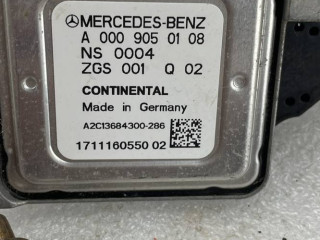 MERCEDES-BENZ
A 000 905 01 08
NS 0004
ZGS 001 Q 02
CONTINENTAL
Made in Germany
A2C13684300-286
1711160550 02